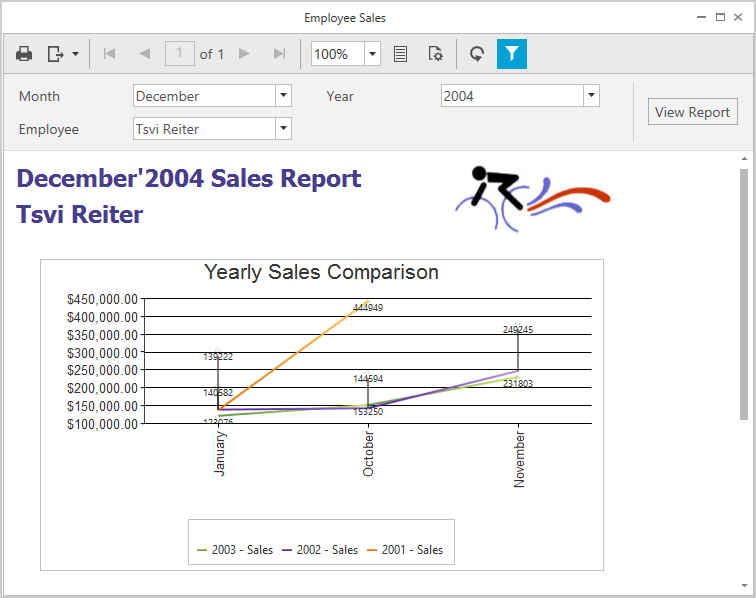 Employee Sales
1 of 1 100%
Month December Year 2004
View Report
Employee Tsvi Reiter
December'2004 Sales Report
Tsvi Reiter
Yearly Sales Comparison
$450,000.00
444949
$400,000.00
$350,000.00
249245
$300,000.00
139222
$250,000.00
144594
$200,000.00
140582
231803
$150,000.00
153250
$100,000.00
123076
January
October
November
2003 - Sales 2002 - Sales 2001 - Sales